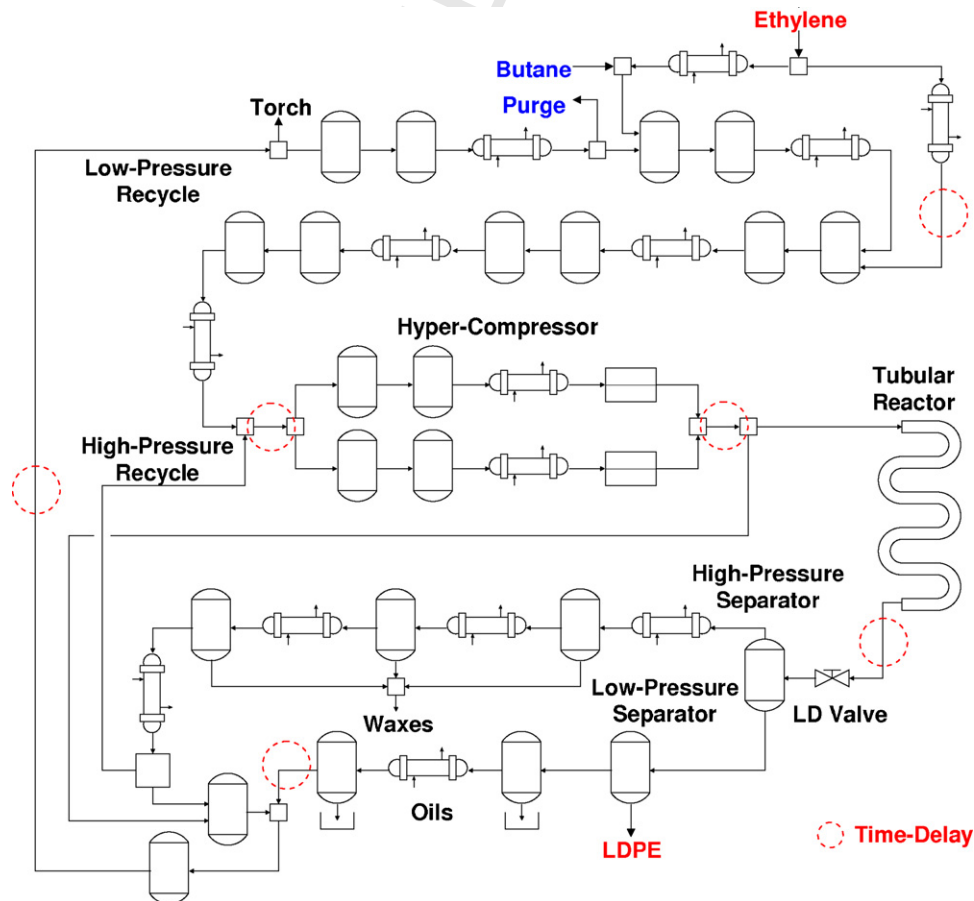 Ethylene
Butane
Purge
Torch
Low-Pressure
Recycle
Hyper-Compressor
Tubular
Reactor
High-Pressure
Recycle
High-Pressure
Separator
Low-Pressure
Separator
LD Valve
Waxes
Oils
LDPE
Time-Delay